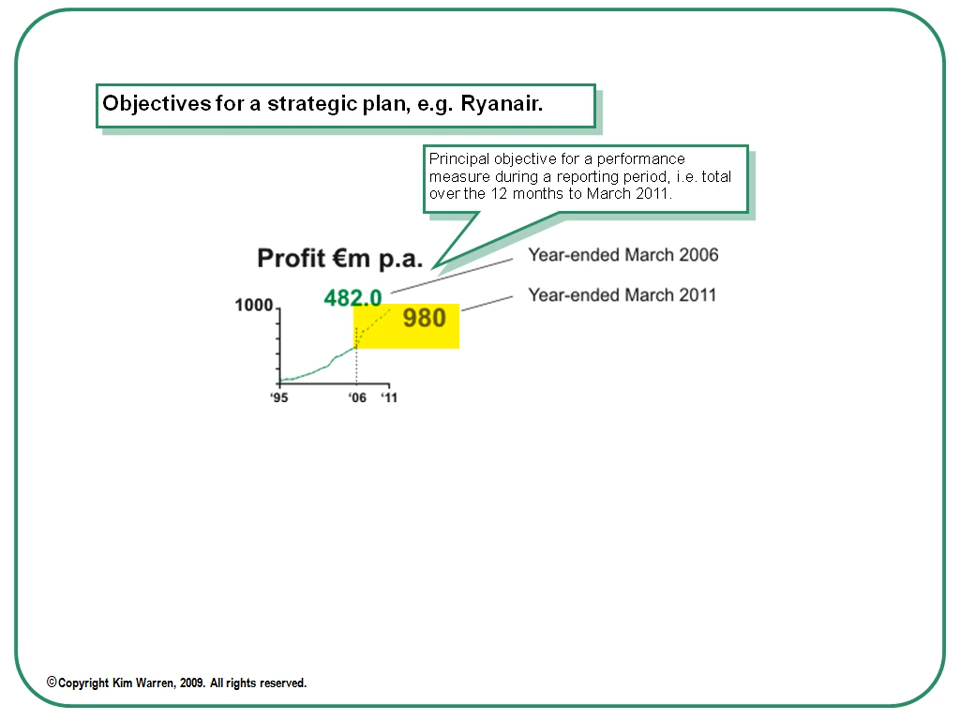 Objectives for a strategic plan, e.g. Ryanair.
Principal objective for a performance
measure during a reporting period, i.e. total
over the 12 months to March 2011.
Profit €m p.a.
Year-ended March 2006
482.0
Year-ended March 2011
1000
980
‘95 ‘06 ‘11
©Copyright Kim Warren, 2009. All rights reserved.